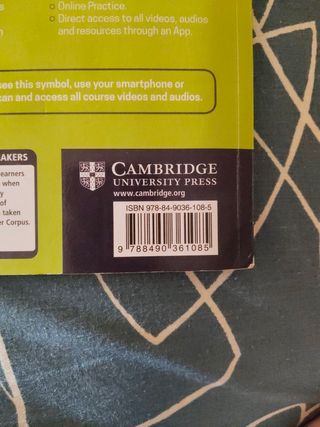 Online Practice.
Direct access to all videos, audios
and resources through an App.
see this symbol, use your smartphone or
can and access all course videos and audios.
AKERS
earners
when
y
of
taken
er Corpus.
CAMBRIDGE
UNIVERSITY PRESS
www.cambridge.org
ISBN 978-84-9036-108-5
9 788490 361085